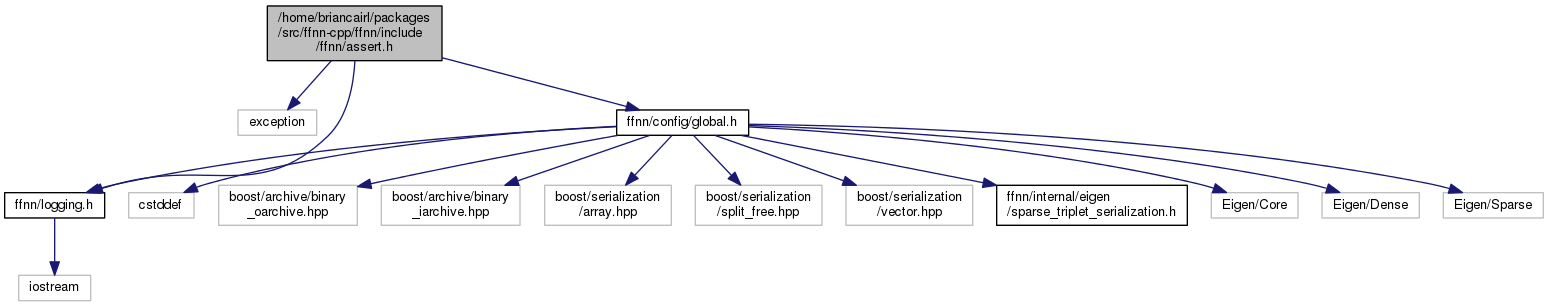 /home/briancairl/packages
/src/ffnn-cpp/ffnn/include
/ffnn/assert.h
exception
ffnn/config/global.h
ffnn/logging.h
cstddef
boost/archive/binary
_oarchive.hpp
boost/archive/binary
_iarchive.hpp
boost/serialization
/array.hpp
boost/serialization
/split_free.hpp
boost/serialization
/vector.hpp
ffnn/internal/eigen
/sparse_triplet_serialization.h
Eigen/Core
Eigen/Dense
Eigen/Sparse
iostream